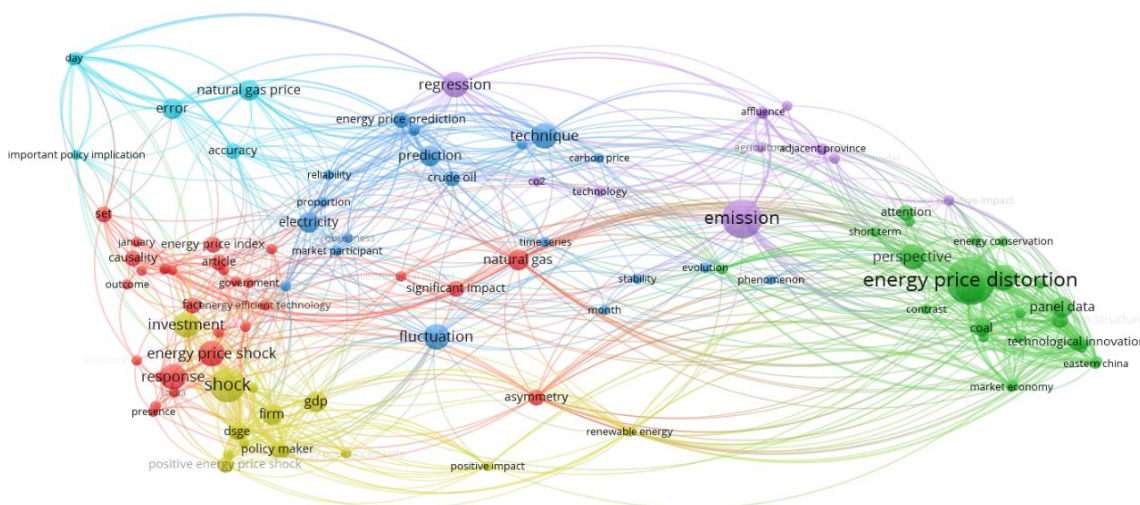 day
regression
natural gas price
error
affluence
energy price prediction
technique
important policy implication
accuracy
prediction
carbon price
adjacent province
reliability
crude oil
co2
technology
proportion
set
electricity
emission
attention
short term
january
energy price index
market participant
time series
energy conservation
causality
article
natural gas
perspective
outcome
government
significant impact
stability
evolution
phenomenon
energy price distortion
fact
energy efficient technology
month
contrast
panel data
investment
fluctuation
coal
technological innovation
energy price shock
eastern china
response
shock
market economy
presence
gdp
asymmetry
firm
dsge
renewable energy
policy maker
positive energy price shock
positive impact